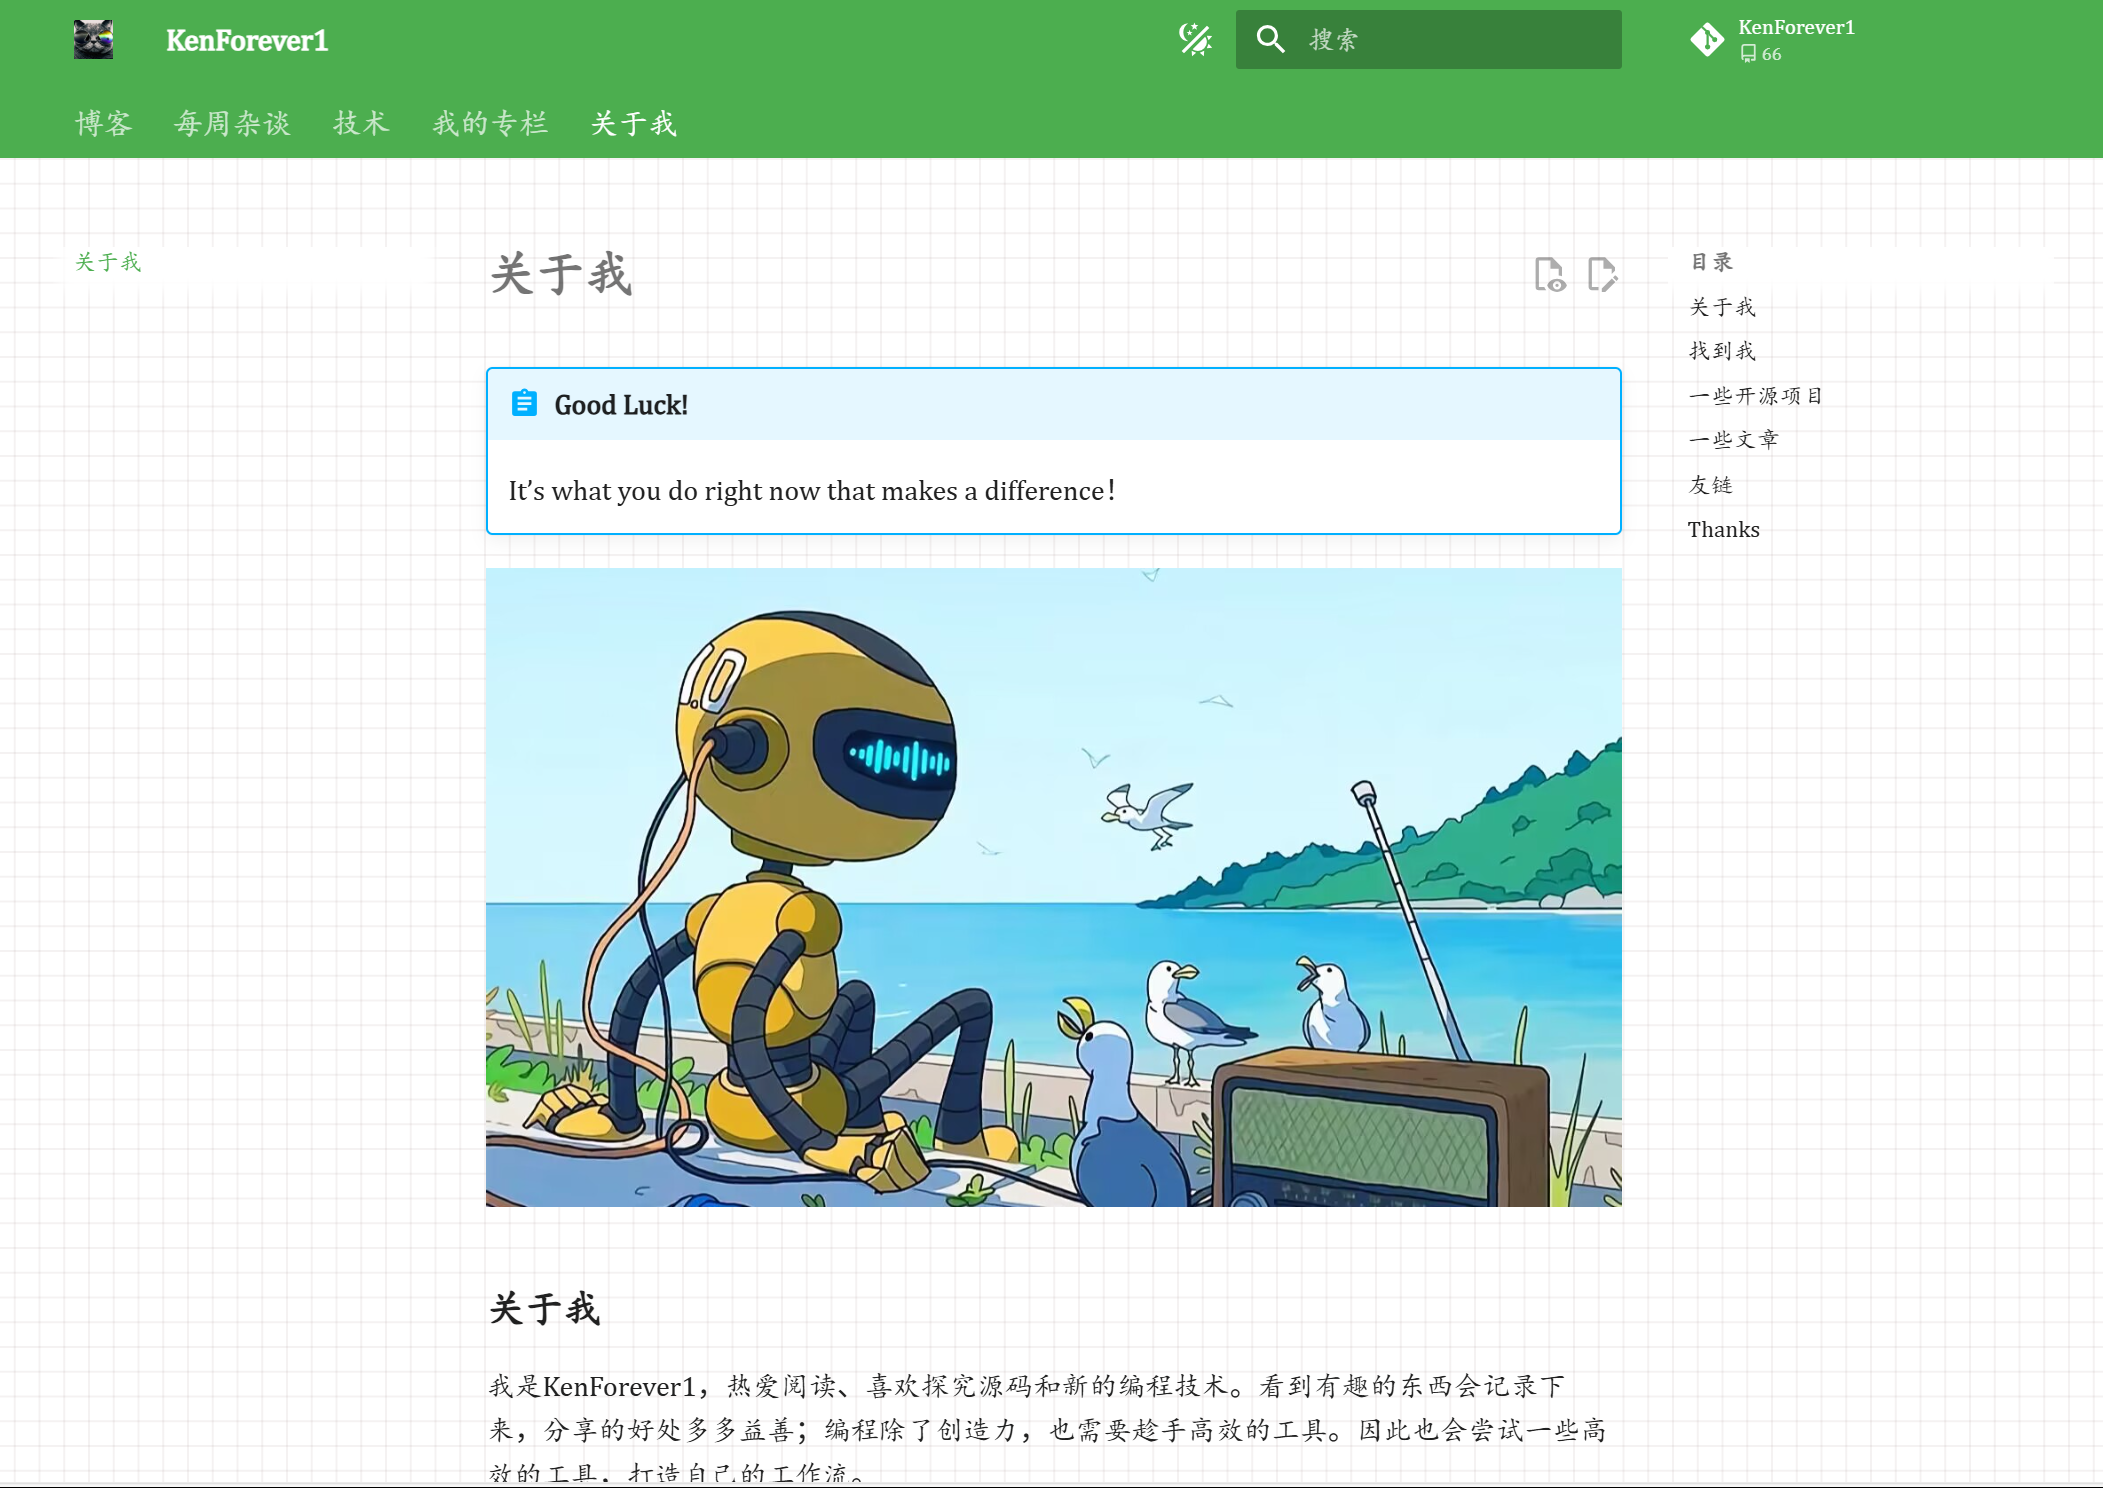 KenForever1
搜索
KenForever1
66
博客 每周杂谈 技术 我的专栏 关于我
关于我
关于我
目录
关于我
找到我
一些开源项目
一些文章
友链
Thanks
Good Luck!
It’s what you do right now that makes a difference！
1.0
关于我
我是KenForever1，热爱阅读、喜欢探究源码和新的编程技术。看到有趣的东西会记录下
来，分享的好处多多益善；编程除了创造力，也需要趁手高效的工具。因此也会尝试一些高
效的工具，打造自己的工作流。